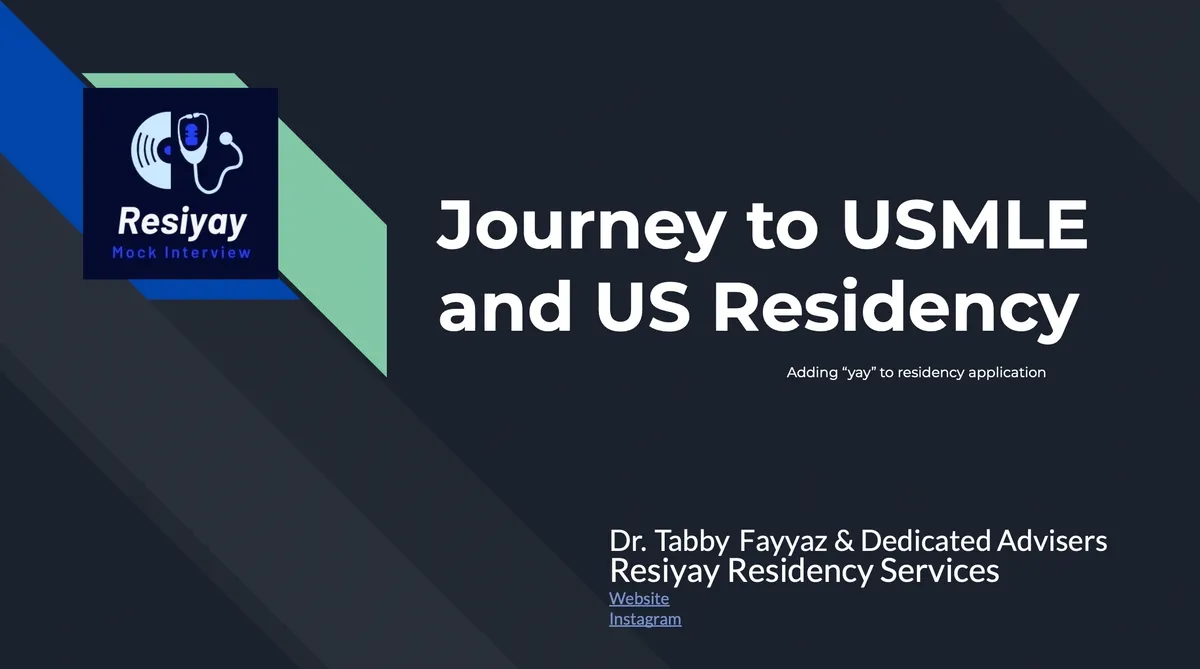 Resiyay
Mock Interview
Journey to USMLE
and US Residency
Adding “yay” to residency application
Dr. Tabby Fayyaz & Dedicated Advisers
Resiyay Residency Services
Website
Instagram